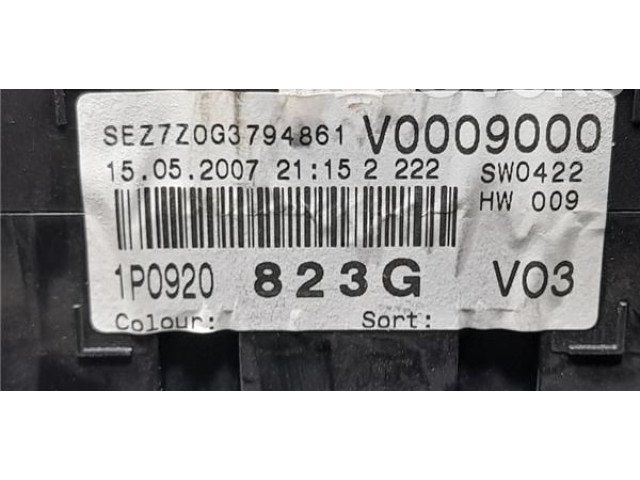 SEZ7Z0G3794861 V0009000
15.05.2007 21:15 2 222 SW0422
HW 009
1P0920 823G V03
Colour: Sort: